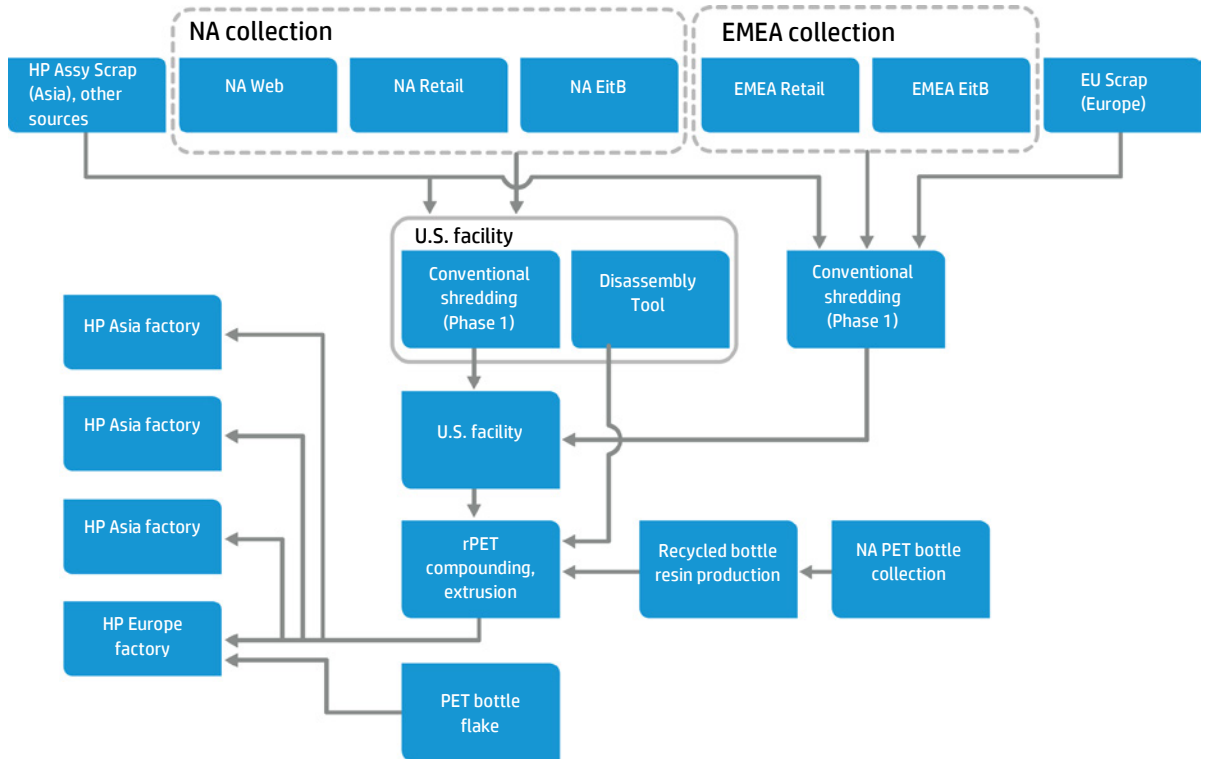 NA collection
EMEA collection
HP Assy Scrap
(Asia), other
sources
NA Web
NA Retail
NA EitB
EMEA Retail
EMEA EitB
EU Scrap
(Europe)
U.S. facility
Conventional
shredding
(Phase 1)
Disassembly
Tool
Conventional
shredding
(Phase 1)
HP Asia factory
HP Asia factory
U.S. facility
HP Asia factory
rPET
compounding,
extrusion
Recycled bottle
resin production
NA PET bottle
collection
HP Europe
factory
PET bottle
flake